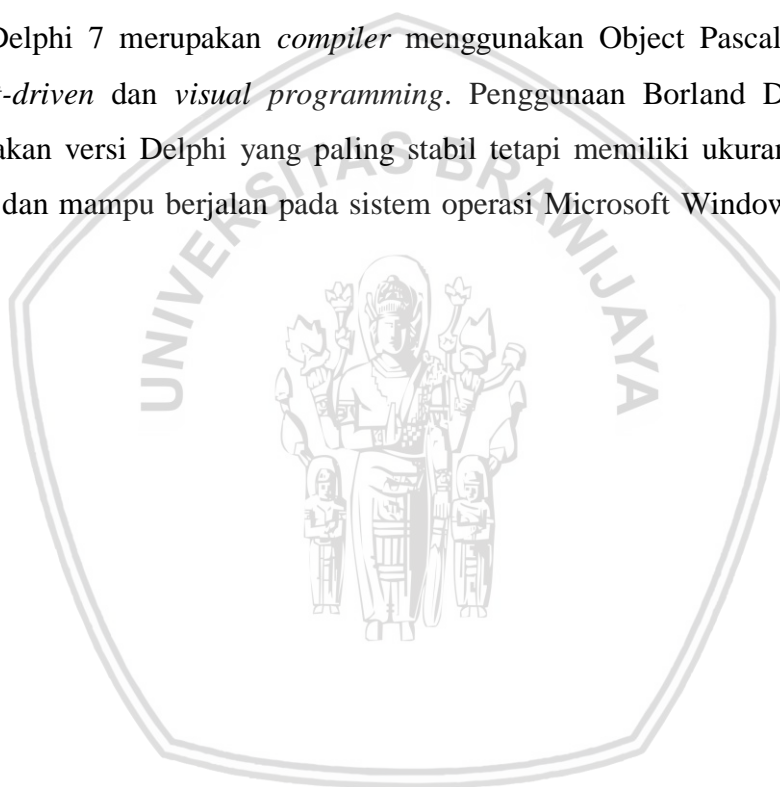 Delphi 7 merupakan compiler menggunakan Object Pascal
-driven dan visual programming. Penggunaan Borland D
akan versi Delphi yang paling stabil tetapi memiliki ukuran
dan mampu berjalan pada sistem operasi Microsoft Window
UNIVERSITAS BRAWIJAYA